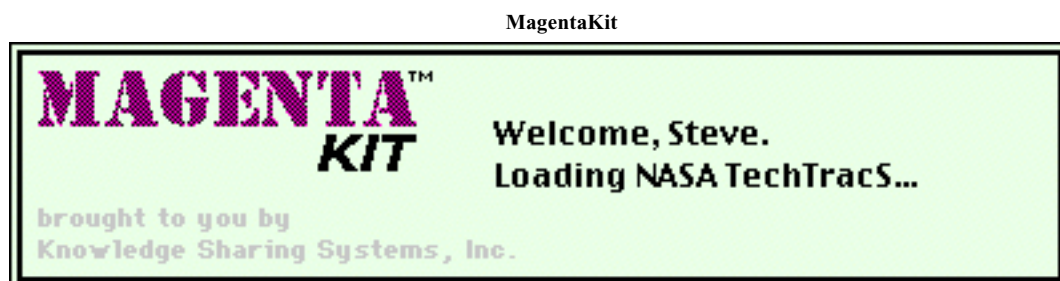 MagentaKit
MAGENTA™
KIT
Welcome, Steve.
Loading NASA TechTracS...
brought to you by
Knowledge Sharing Systems, Inc.